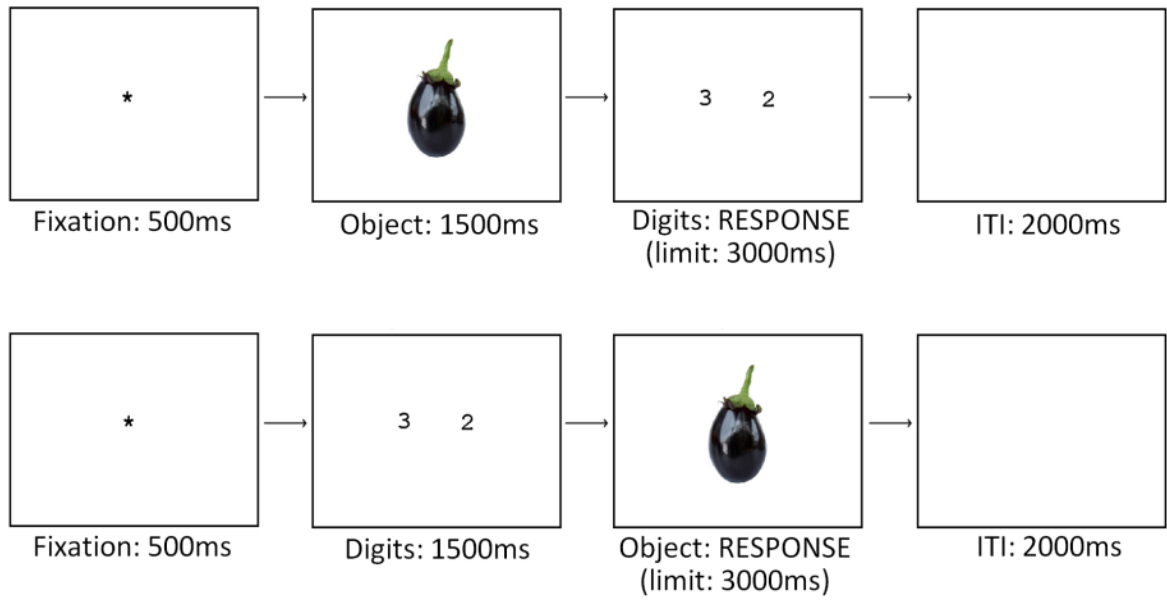 *
3 2
Fixation: 500ms
Object: 1500ms
Digits: RESPONSE
(limit: 3000ms)
ITI: 2000ms
*
3 2
Fixation: 500ms
Digits: 1500ms
Object: RESPONSE
(limit: 3000ms)
ITI: 2000ms